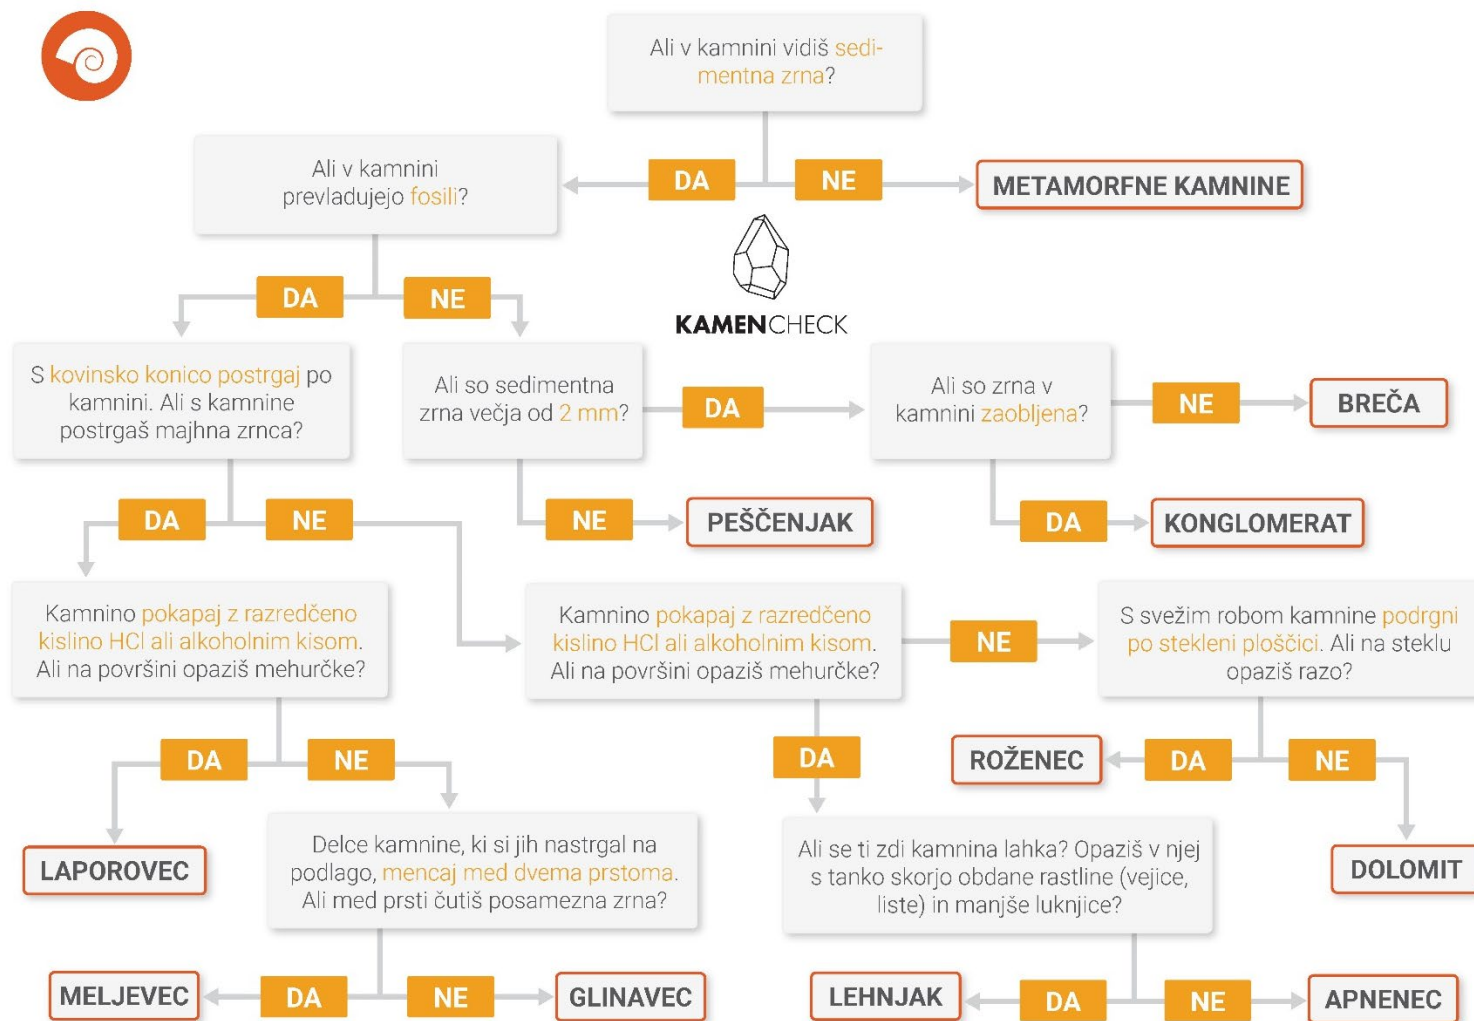 Ali v kamnini vidiš sedi-
mentna zrna?
Ali v kamnini
prevladujejo fosili?
DA
NE
METAMORFNE KAMNINE
KAMENCHECK
DA
NE
S kovinsko konico postrgaj po
kamnini. Ali s kamnine
postrgaš majhna zrnca?
Ali so sedimentna
zrna večja od 2 mm?
DA
Ali so zrna v
kamnini zaobljena?
NE
BREČA
DA
NE
NE
PEŠČENJAK
DA
KONGLOMERAT
Kamnino pokapaj z razredčeno
kislino HCl ali alkoholnim kisom.
Ali na površini opaziš mehurčke?
Kamnino pokapaj z razredčeno
kislino HCl ali alkoholnim kisom.
Ali na površini opaziš mehurčke?
NE
S svežim robom kamnine podrgni
po stekleni ploščici. Ali na steklu
opaziš razo?
DA
NE
DA
ROŽENEC
DA
NE
LAPOROVEC
Delce kamnine, ki si jih nastrgal na
podlago, mencaj med dvema prstoma.
Ali med prsti čutiš posamezna zrna?
Ali se ti zdi kamnina lahka? Opaziš v njej
s tanko skorjo obdane rastline (vejice,
liste) in manjše luknjice?
DOLOMIT
MELJEVEC
DA
NE
GLINAVEC
LEHNJAK
DA
NE
APNENEC